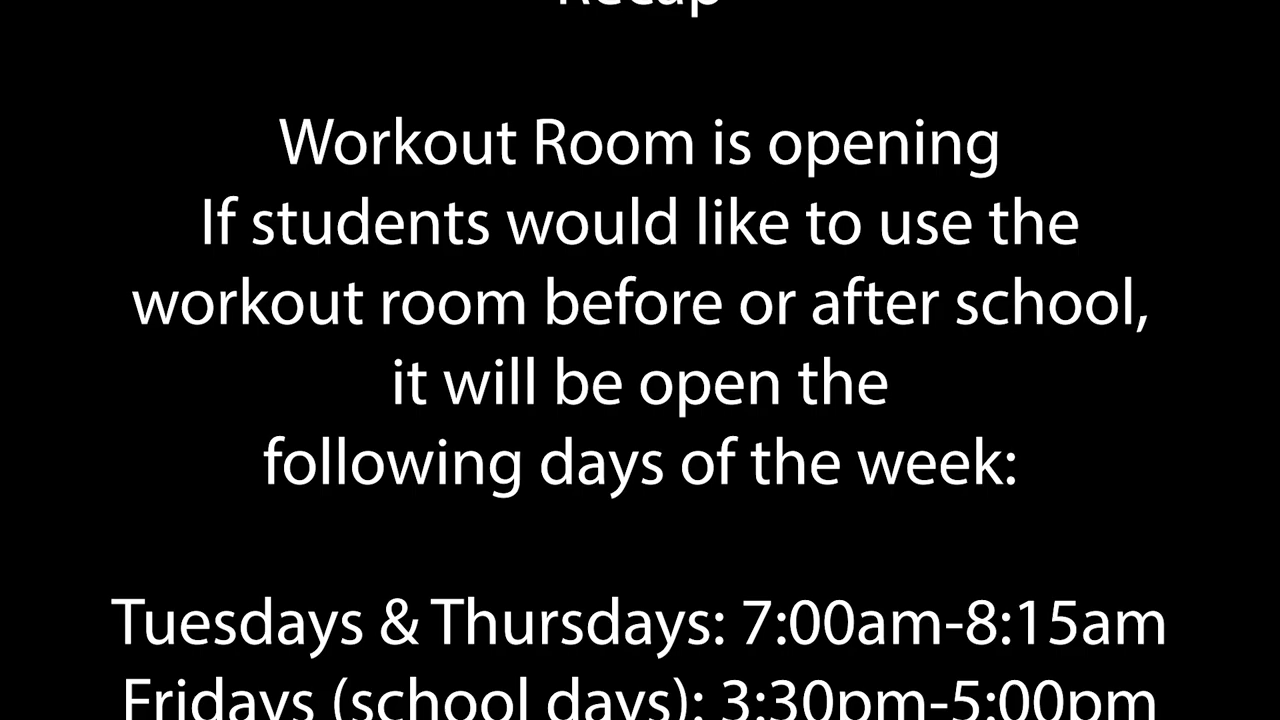 Recap
Workout Room is opening
If students would like to use the
workout room before or after school,
it will be open the
following days of the week:
Tuesdays & Thursdays: 7:00am-8:15am
Fridays (school days): 3:30pm-5:00pm